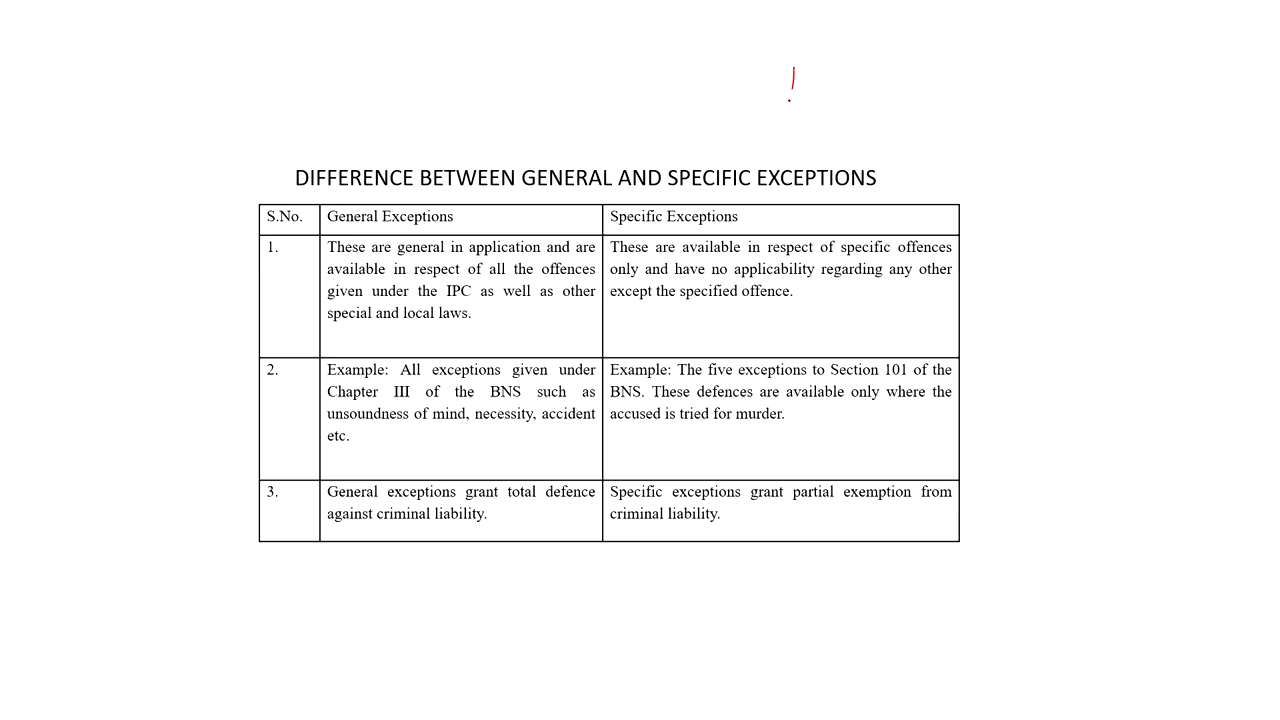 !
DIFFERENCE BETWEEN GENERAL AND SPECIFIC EXCEPTIONS
S.No.
General Exceptions
Specific Exceptions
1.
These are general in application and are
available in respect of all the offences
given under the IPC as well as other
special and local laws.
These are available in respect of specific offences
only and have no applicability regarding any other
except the specified offence.
2.
Example: All exceptions given under
Chapter III of the BNS such as
unsoundness of mind, necessity, accident
etc.
Example: The five exceptions to Section 101 of the
BNS. These defences are available only where the
accused is tried for murder.
3.
General exceptions grant total defence
against criminal liability.
Specific exceptions grant partial exemption from
criminal liability.